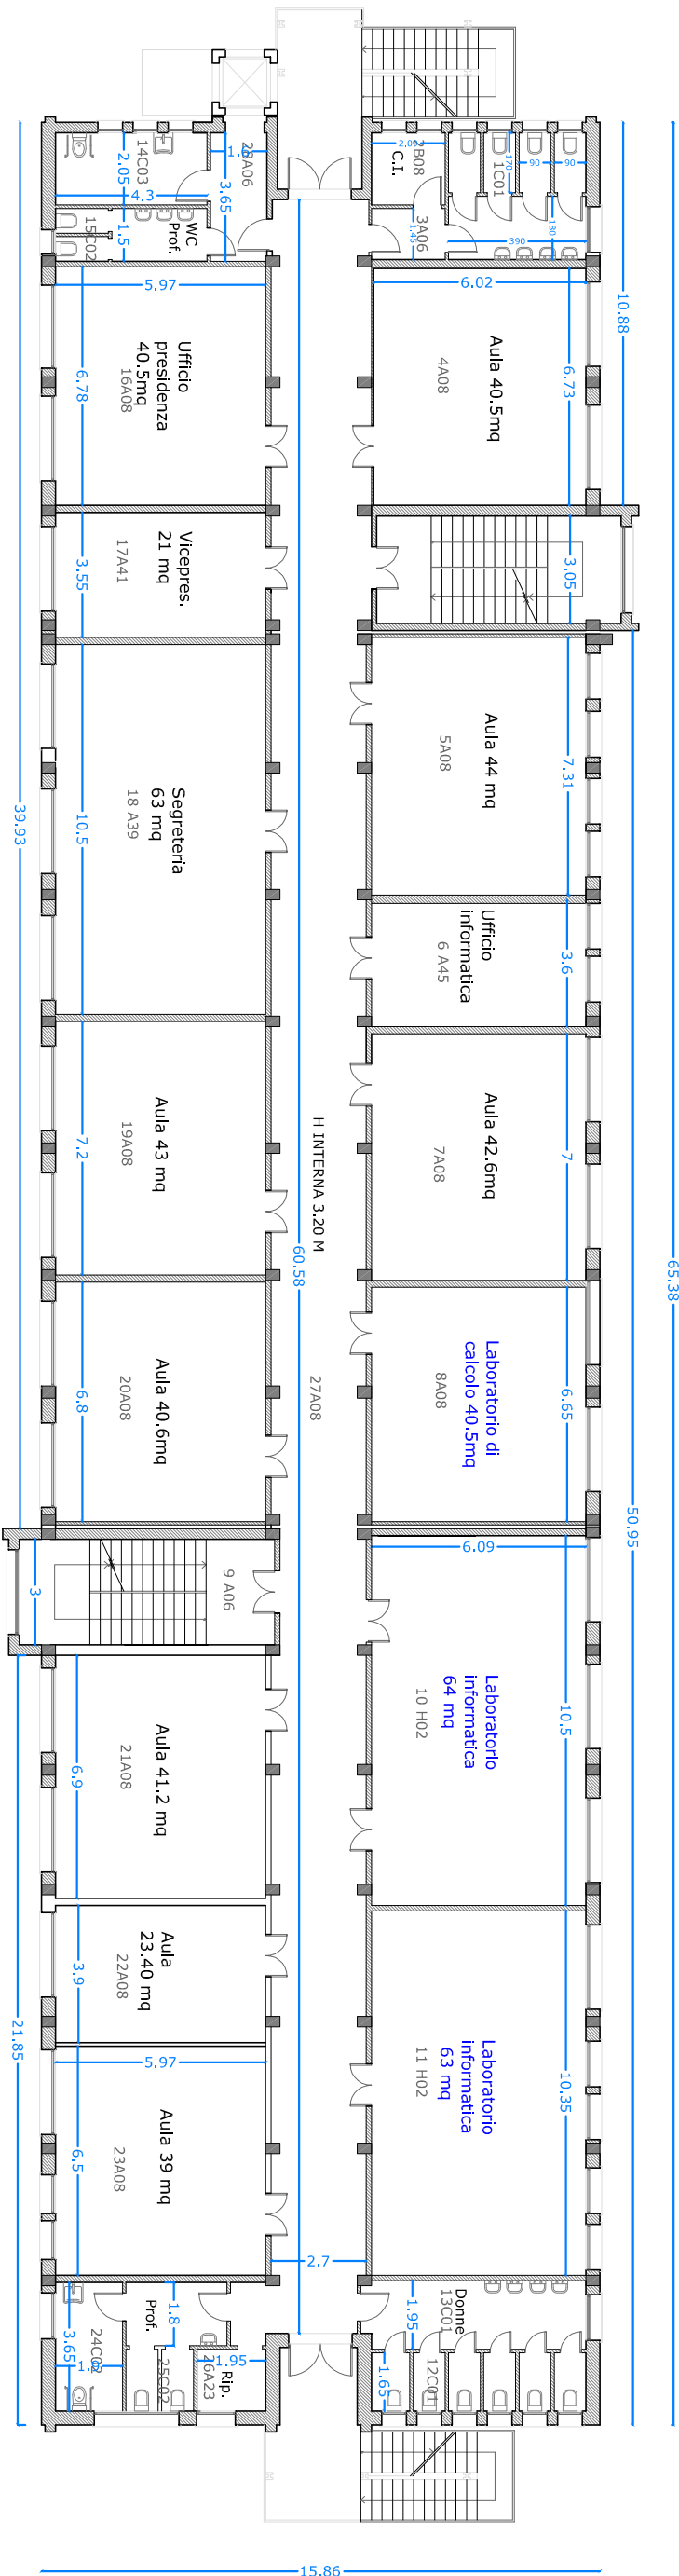 14C03
2.05
4.3
28A06
3.65
15C02
1.5
WC
Prof.
C.I.
1C01
170
90
90
3A06
1.45
180
390
5.97
6.02
10.88
Ufficio
presidenza
40.5mq
16A08
6.78
Aula 40.5mq
4A08
6.73
Vicepres.
21 mq
17A41
3.55
3.05
Segreteria
63 mq
18 A39
10.5
39.93
Aula 44 mq
5A08
7.31
Ufficio
informatica
6 A45
3.6
Aula 43 mq
19A08
7.2
H INTERNA 3.20 M
60.58
27A08
Aula 42.6mq
7A08
7
65.38
Aula 40.6mq
20A08
6.8
Laboratorio di
calcolo 40.5mq
8A08
6.65
50.95
6.09
9 A06
3
Laboratorio
informatica
64 mq
10 H02
10.5
Aula 41.2 mq
21A08
6.9
Aula
23.40 mq
22A08
3.9
21.85
5.97
Aula 39 mq
23A08
6.5
Laboratorio
informatica
63 mq
11 H02
10.35
2.7
Prof.
1.8
3.65
24C02
25C02
1.95
Rip.
26A23
Donne
13C01
1.95
1.65
12C01
15.86